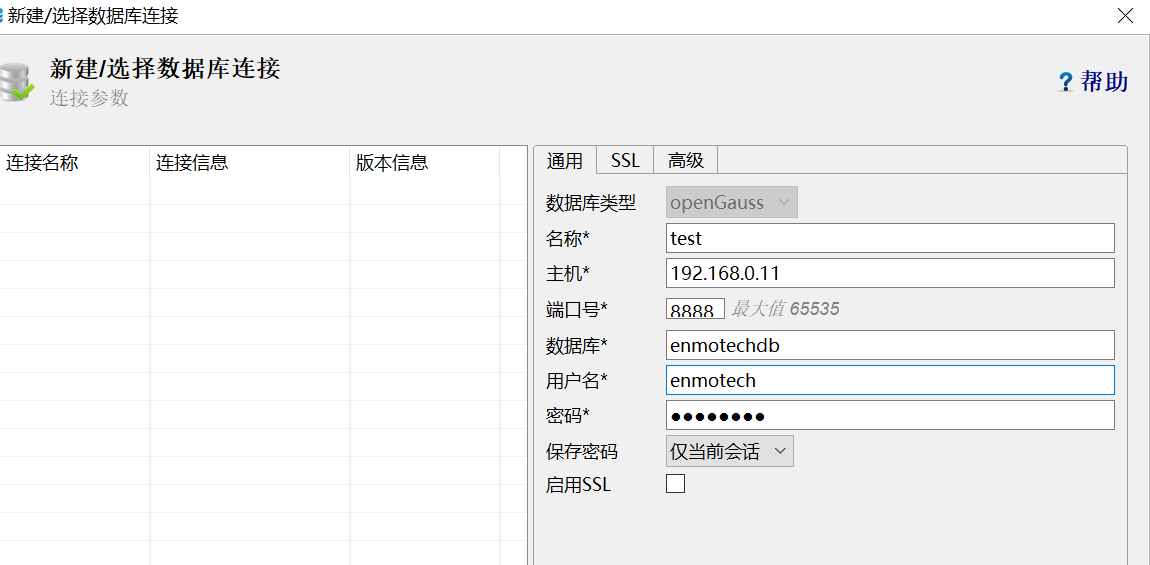 新建/选择数据库连接
新建/选择数据库连接
连接参数
? 帮助
连接名称 连接信息 版本信息
通用 SSL 高级
数据库类型 openGauss
名称* test
主机* 192.168.0.11
端口号* 8888 最大值 65535
数据库* enmotechdb
用户名* enmotech
密码* ●●●●●●●●
保存密码 仅当前会话
启用SSL